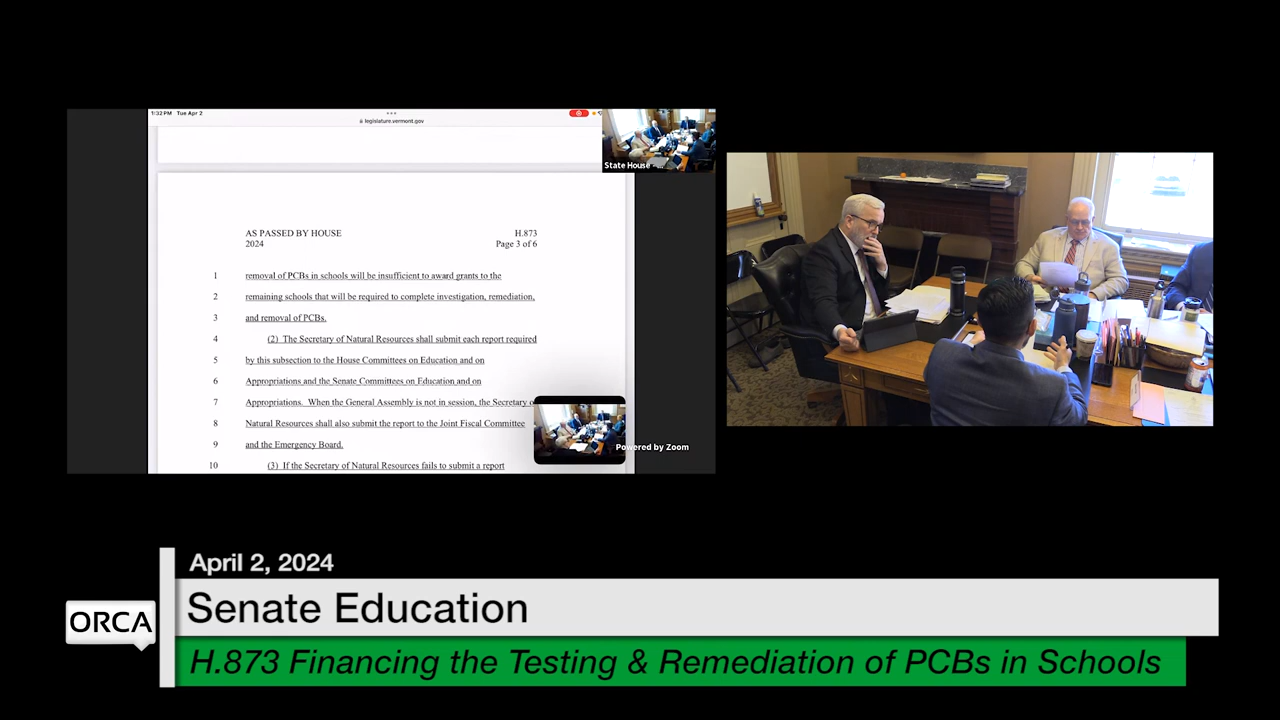 1:32 PM Tue Apr 2
legislature.vermont.gov
State House -
AS PASSED BY HOUSE H.873
2024 Page 3 of 6
1 removal of PCBs in schools will be insufficient to award grants to the
2 remaining schools that will be required to complete investigation, remediation,
3 and removal of PCBs.
4 (2) The Secretary of Natural Resources shall submit each report required
5 by this subsection to the House Committees on Education and on
6 Appropriations and the Senate Committees on Education and on
7 Appropriations. When the General Assembly is not in session, the Secretary
8 Natural Resources shall also submit the report to the Joint Fiscal Committee
9 and the Emergency Board.
10 (3) If the Secretary of Natural Resources fails to submit a report
Powered by Zoom
April 2, 2024
Senate Education
ORCA
H.873 Financing the Testing & Remediation of PCBs in Schools